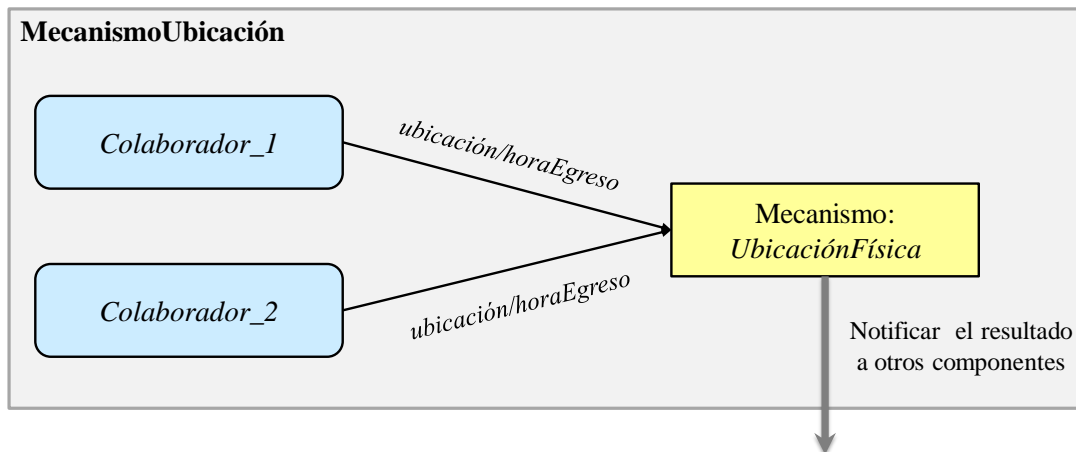 MecanismoUbicación
Colaborador_1
ubicación/horaEgreso
Mecanismo:
UbicaciónFísica
Colaborador_2
ubicación/horaEgreso
Notificar el resultado
a otros componentes